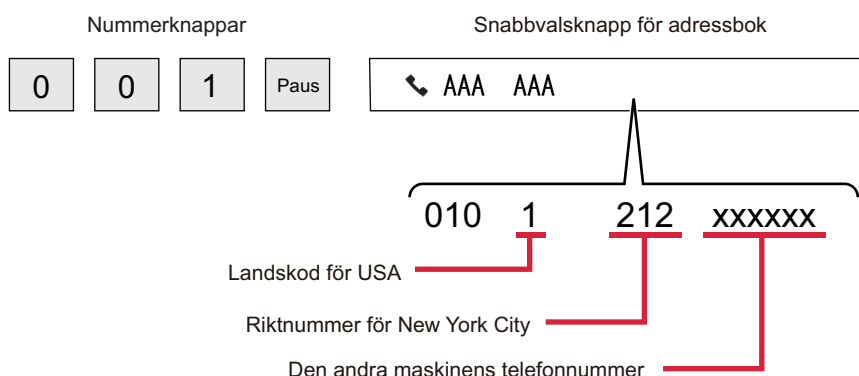 Nummerknappar Snabbvalsknapp för adressbok
0 0 1 Paus AAA AAA
010 1 212 xxxxxx
Landskod för USA
Riktnummer för New York City
Den andra maskinens telefonnummer